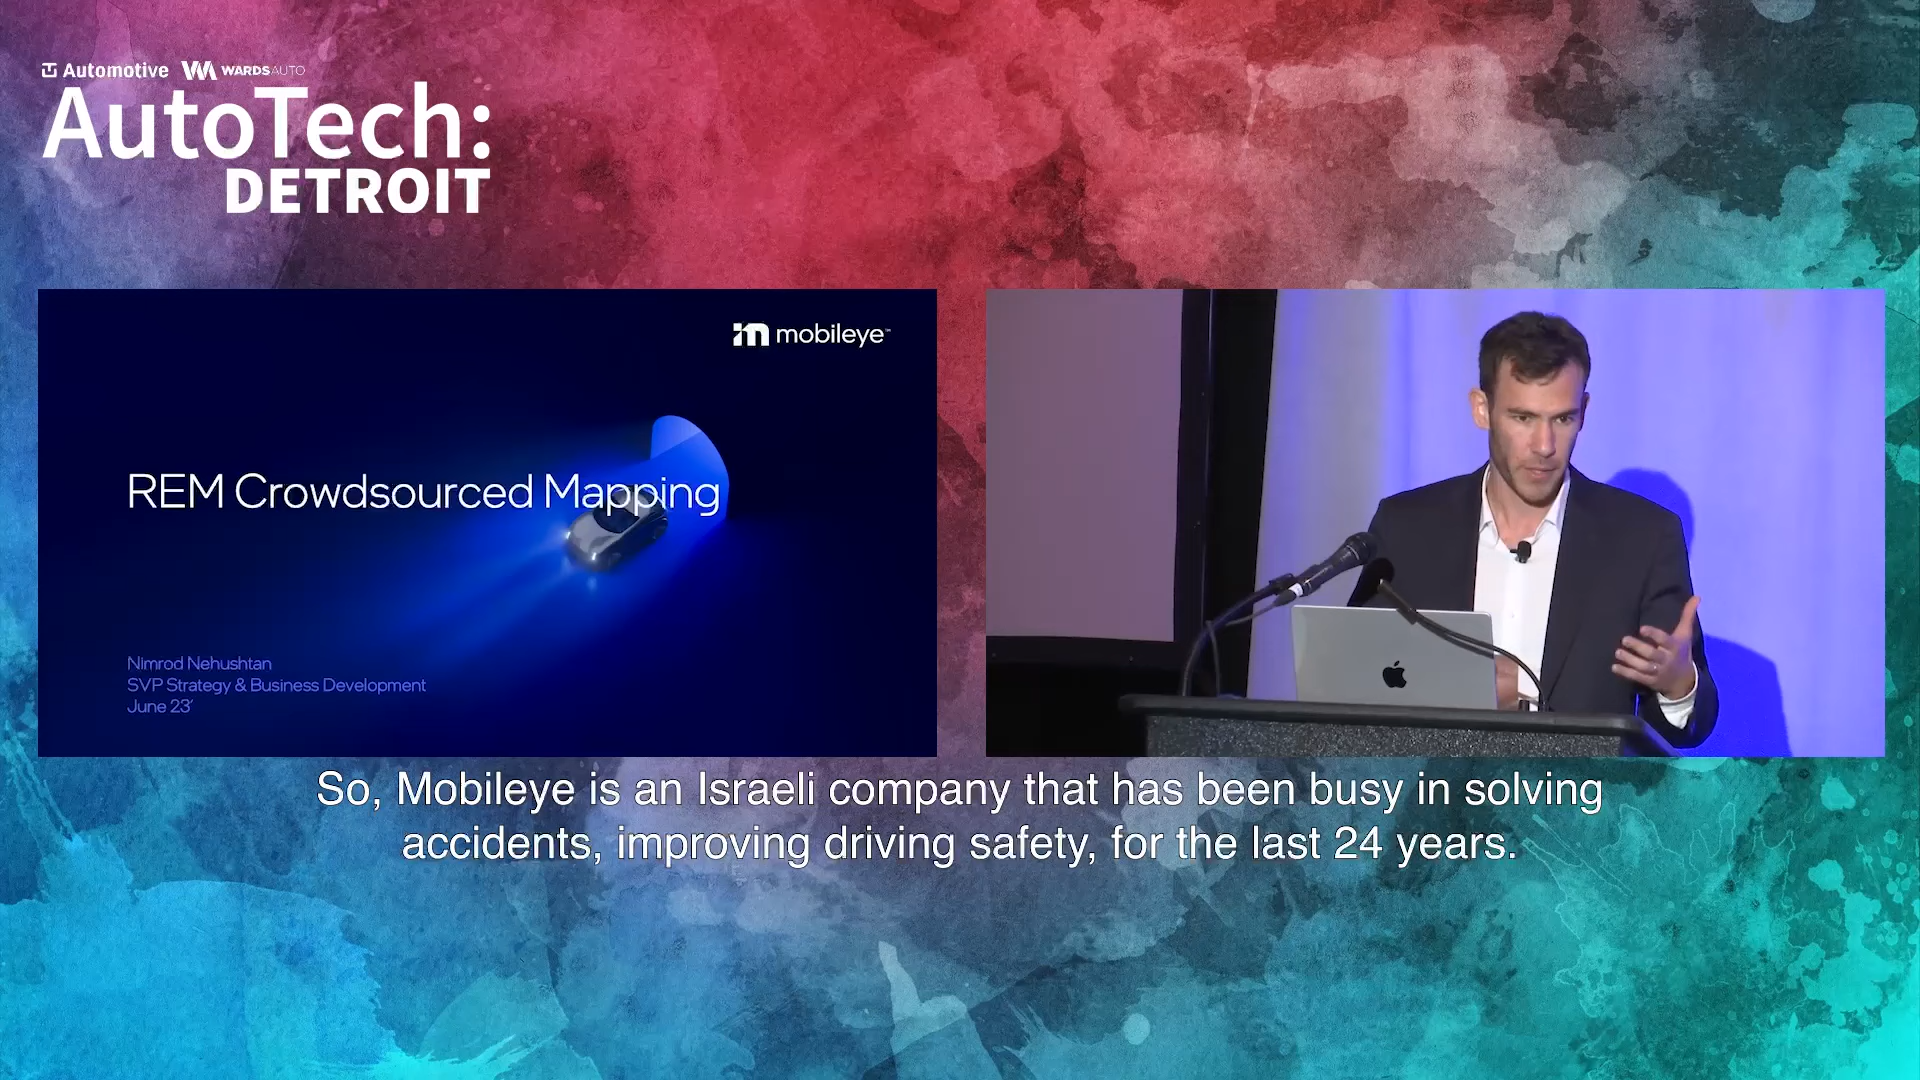 Automotive WARDSAUTO
AutoTech:
DETROIT
mobileye™
REM Crowdsourced Mapping
Nimrod Nehushtan
SVP Strategy & Business Development
June 23'
So, Mobileye is an Israeli company that has been busy in solving
accidents, improving driving safety, for the last 24 years.